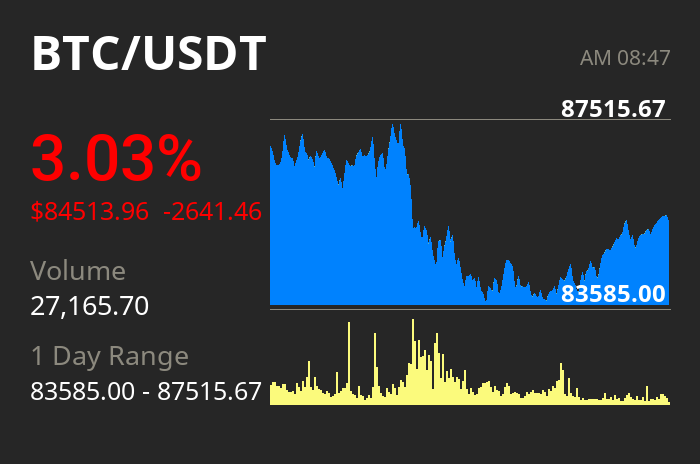 BTC/USDT
AM 08:47
87515.67
3.03%
$84513.96 -2641.46
Volume
27,165.70
83585.00
1 Day Range
83585.00 - 87515.67